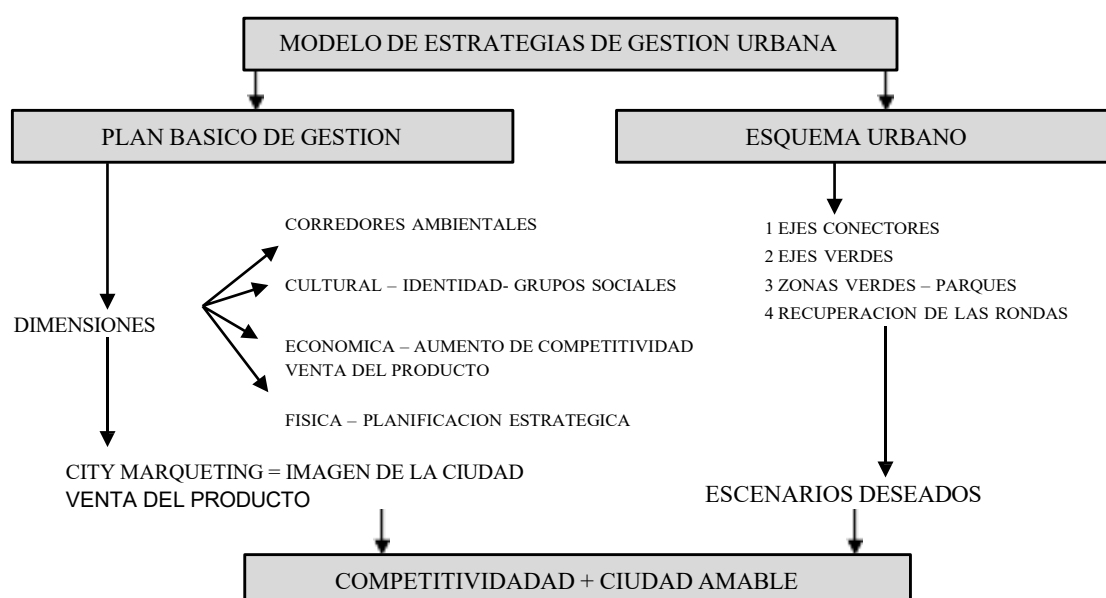 MODELO DE ESTRATEGIAS DE GESTION URBANA
PLAN BASICO DE GESTION
ESQUEMA URBANO
CORREDORES AMBIENTALES
CULTURAL – IDENTIDAD- GRUPOS SOCIALES
DIMENSIONES
ECONOMICA – AUMENTO DE COMPETITIVIDAD
VENTA DEL PRODUCTO
FISICA – PLANIFICACION ESTRATEGICA
1 EJES CONECTORES
2 EJES VERDES
3 ZONAS VERDES – PARQUES
4 RECUPERACION DE LAS RONDAS
CITY MARQUETING = IMAGEN DE LA CIUDAD
VENTA DEL PRODUCTO
ESCENARIOS DESEADOS
COMPETITIVIDADAD + CIUDAD AMABLE